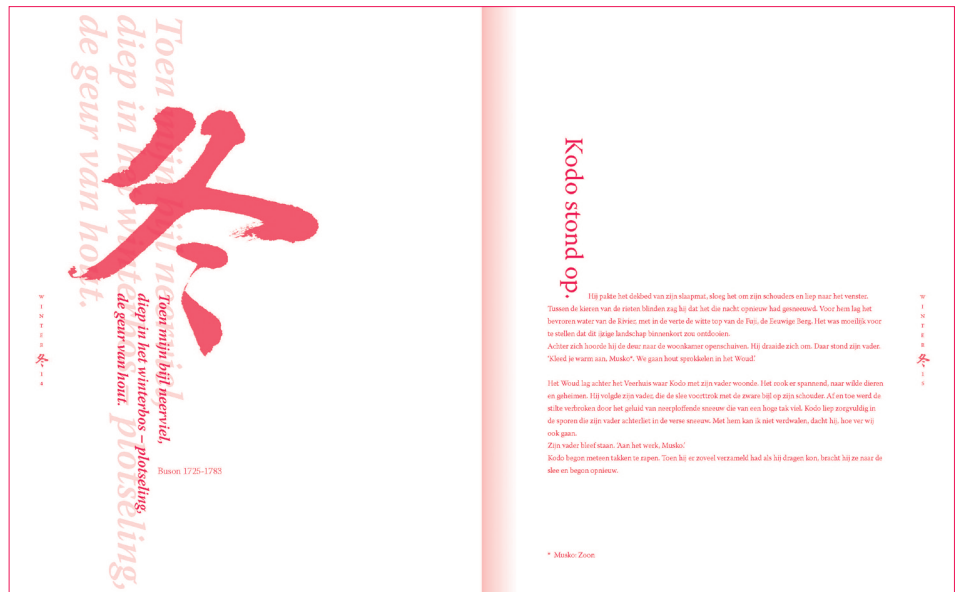 Toen mijn bijl neerviel,
diep in het winterbos – plotseling,
de geur van hout.
冬
Toen mijn bijl neerviel,
diep in het winterbos – plotseling,
de geur van hout.
Buson 1725-1783
WINTER 冬 14
Kodo stond op.
Hij pakte het dekbed van zijn slaapmat, sloeg het om zijn schouders en liep naar het venster.
Tussen de kieren van de rieten blinden zag hij dat het die nacht opnieuw had gesneeuwd. Voor hens lag het
bevroren water van de Rivier, met in de verte de witte top van de Fuji, de Eeuwige Berg. Het was moeilijk voor
te stellen dat dit ijzige landschap binnenkort zou ontdooien.
Achter zich hoorde hij de deur naar de woonkamer openschuiven. Hij draaide zich om. Daar stond zijn vader.
'Kleed je warm aan, Musko*. We gaan hout sprokkelen in het Woud.'
Het Woud lag achter het Veerhuis waar Kodo met zijn vader woonde. Het rook er spannend, naar wilde dieren
en geheimen. Hij volgde zijn vader, die de slee voorttrok met de zware bijl op zijn schouder. Af en toe werd de
stilte verbroken door het geluid van neerploffende sneeuw die van een hoge tak viel. Kodo liep zorgvuldig in
de sporen die zijn vader achterliet in de verse sneeuw. Met hem kan ik niet verdwalen, dacht hij, hoe ver wij
ook gaan.
Zijn vader bleef staan. 'Aan het werk, Musko.'
Kodo begon meteen takken te rapen. Toen hij er zoveel verzameld had als hij dragen kon, bracht hij ze naar de
slee en begon opnieuw.
* Musko: Zoon
WINTER 冬